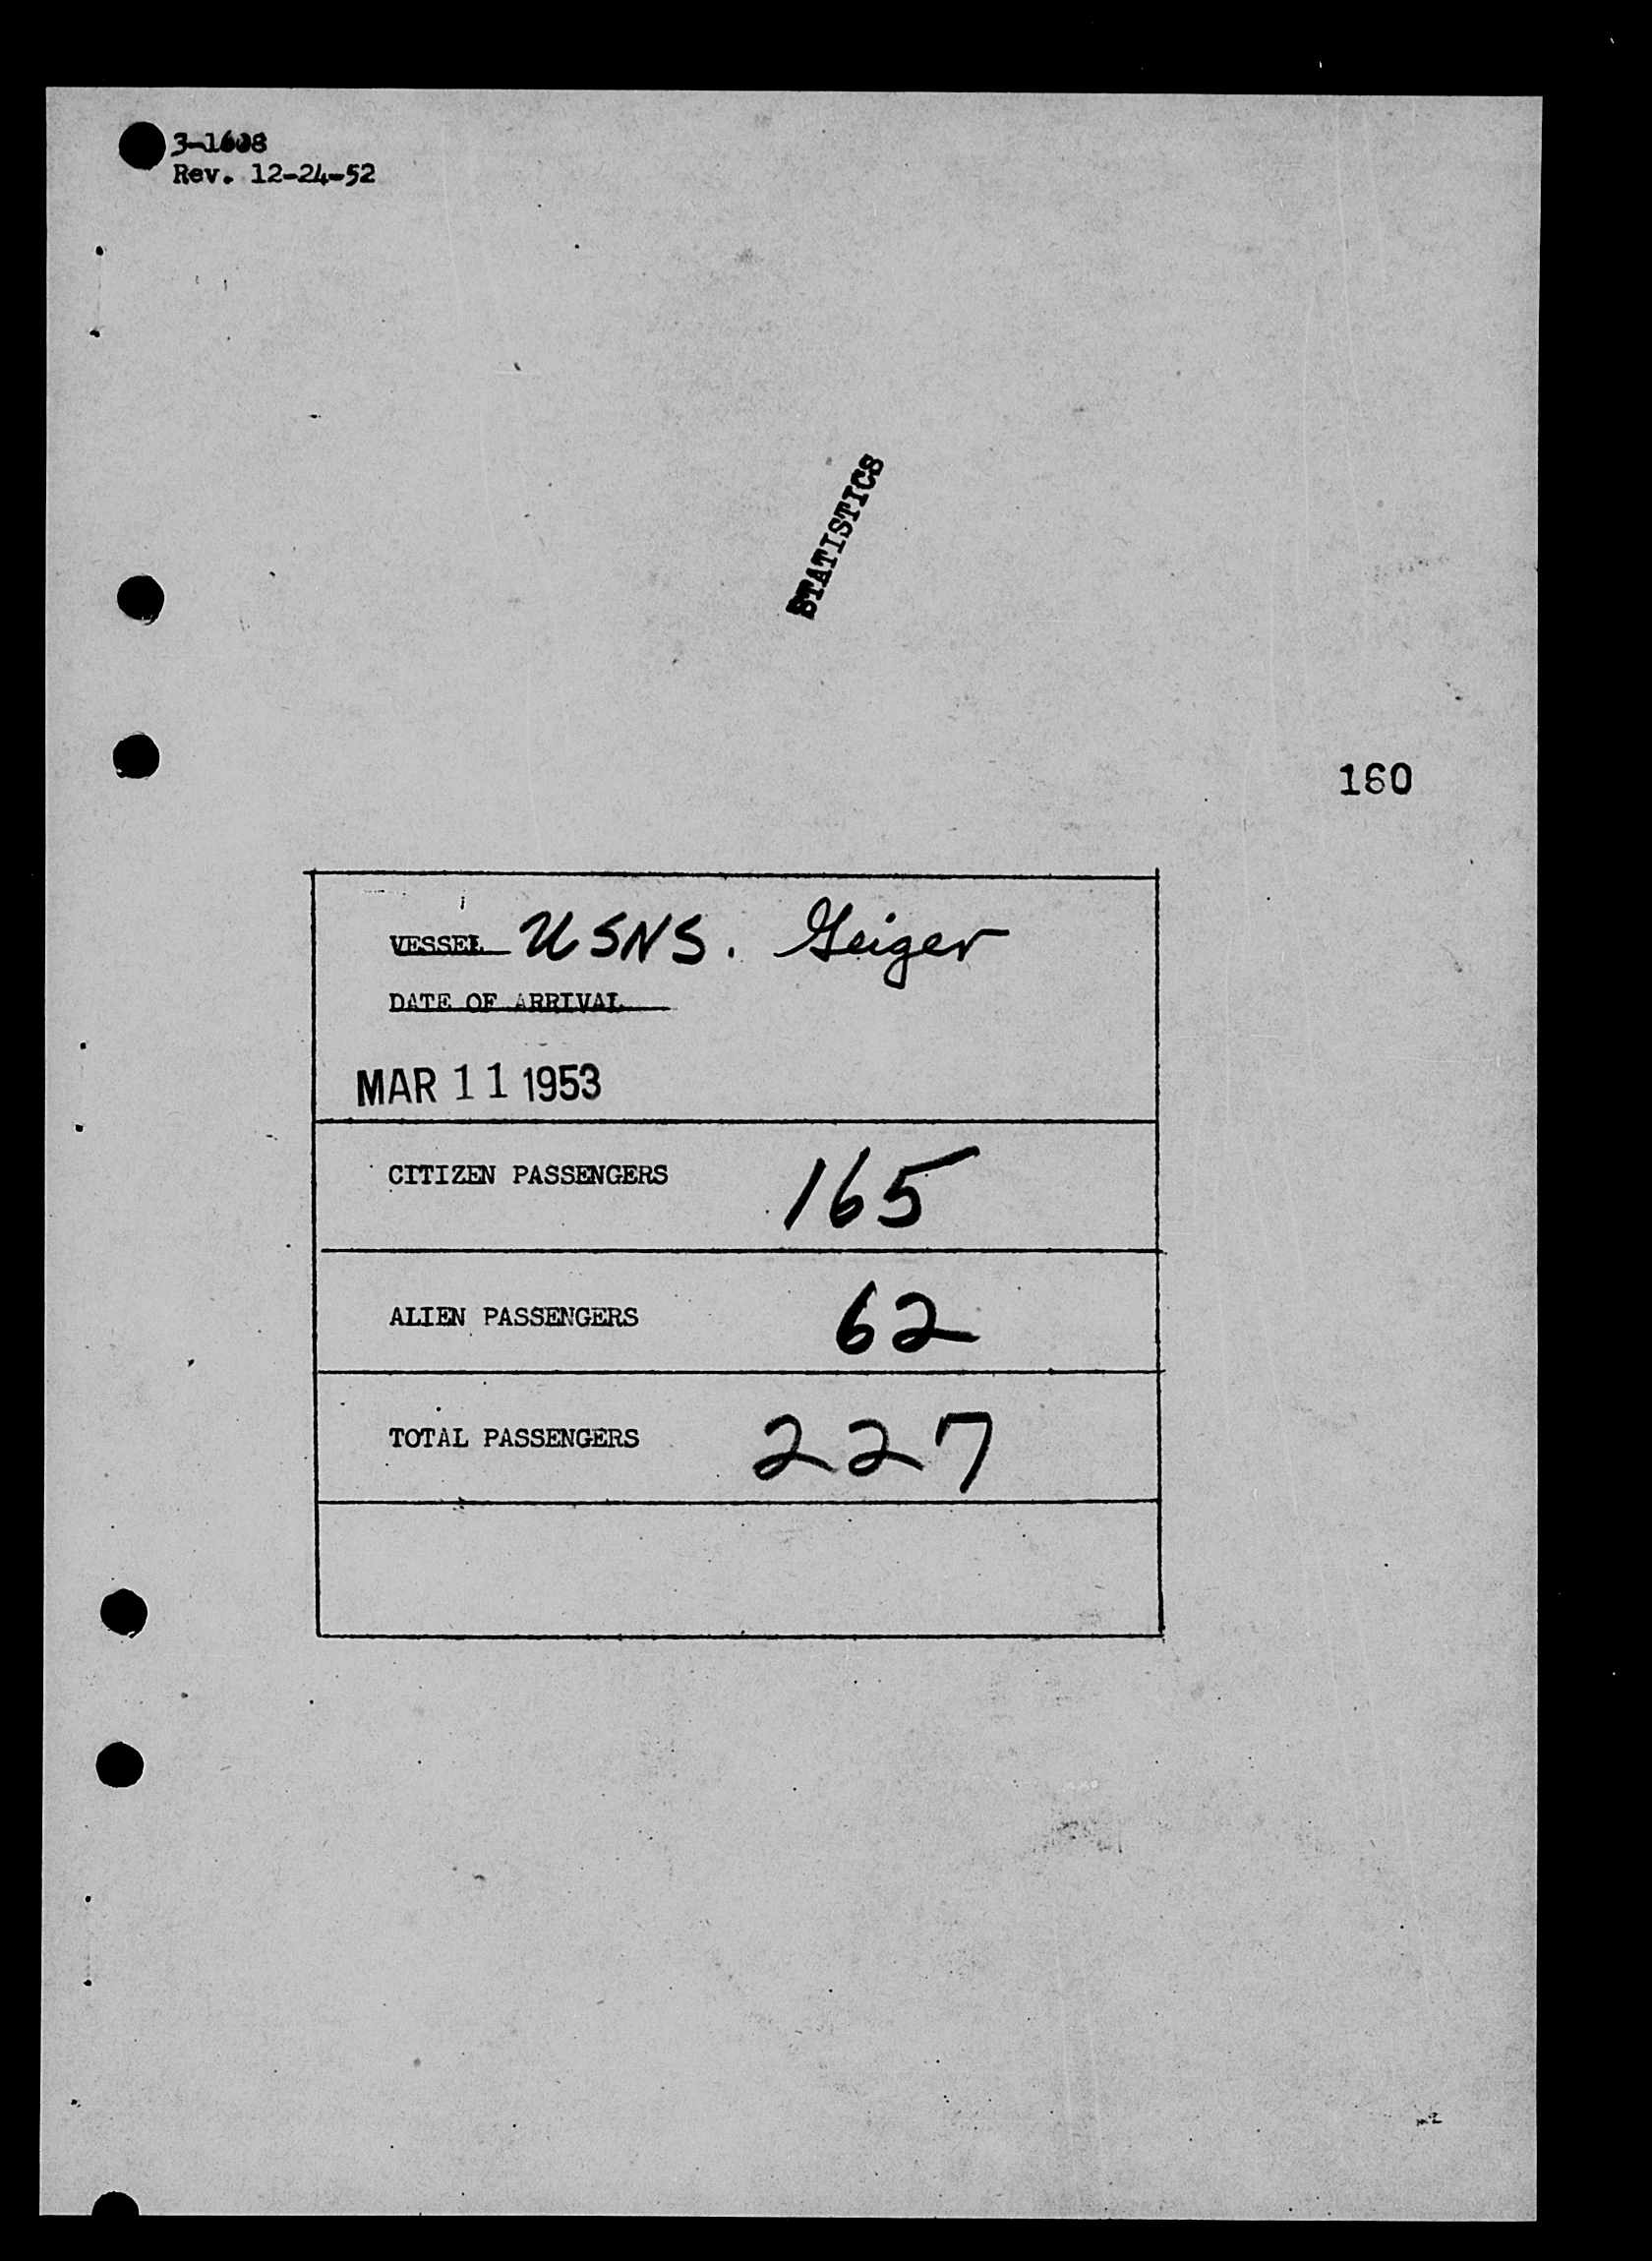 3-1608
Rev. 12-24-52
STATISTICS
160
VESSEL USNS. Geiger
DATE OF ARRIVAL
MAR 11 1953
CITIZEN PASSENGERS 165
ALIEN PASSENGERS 62
TOTAL PASSENGERS 227